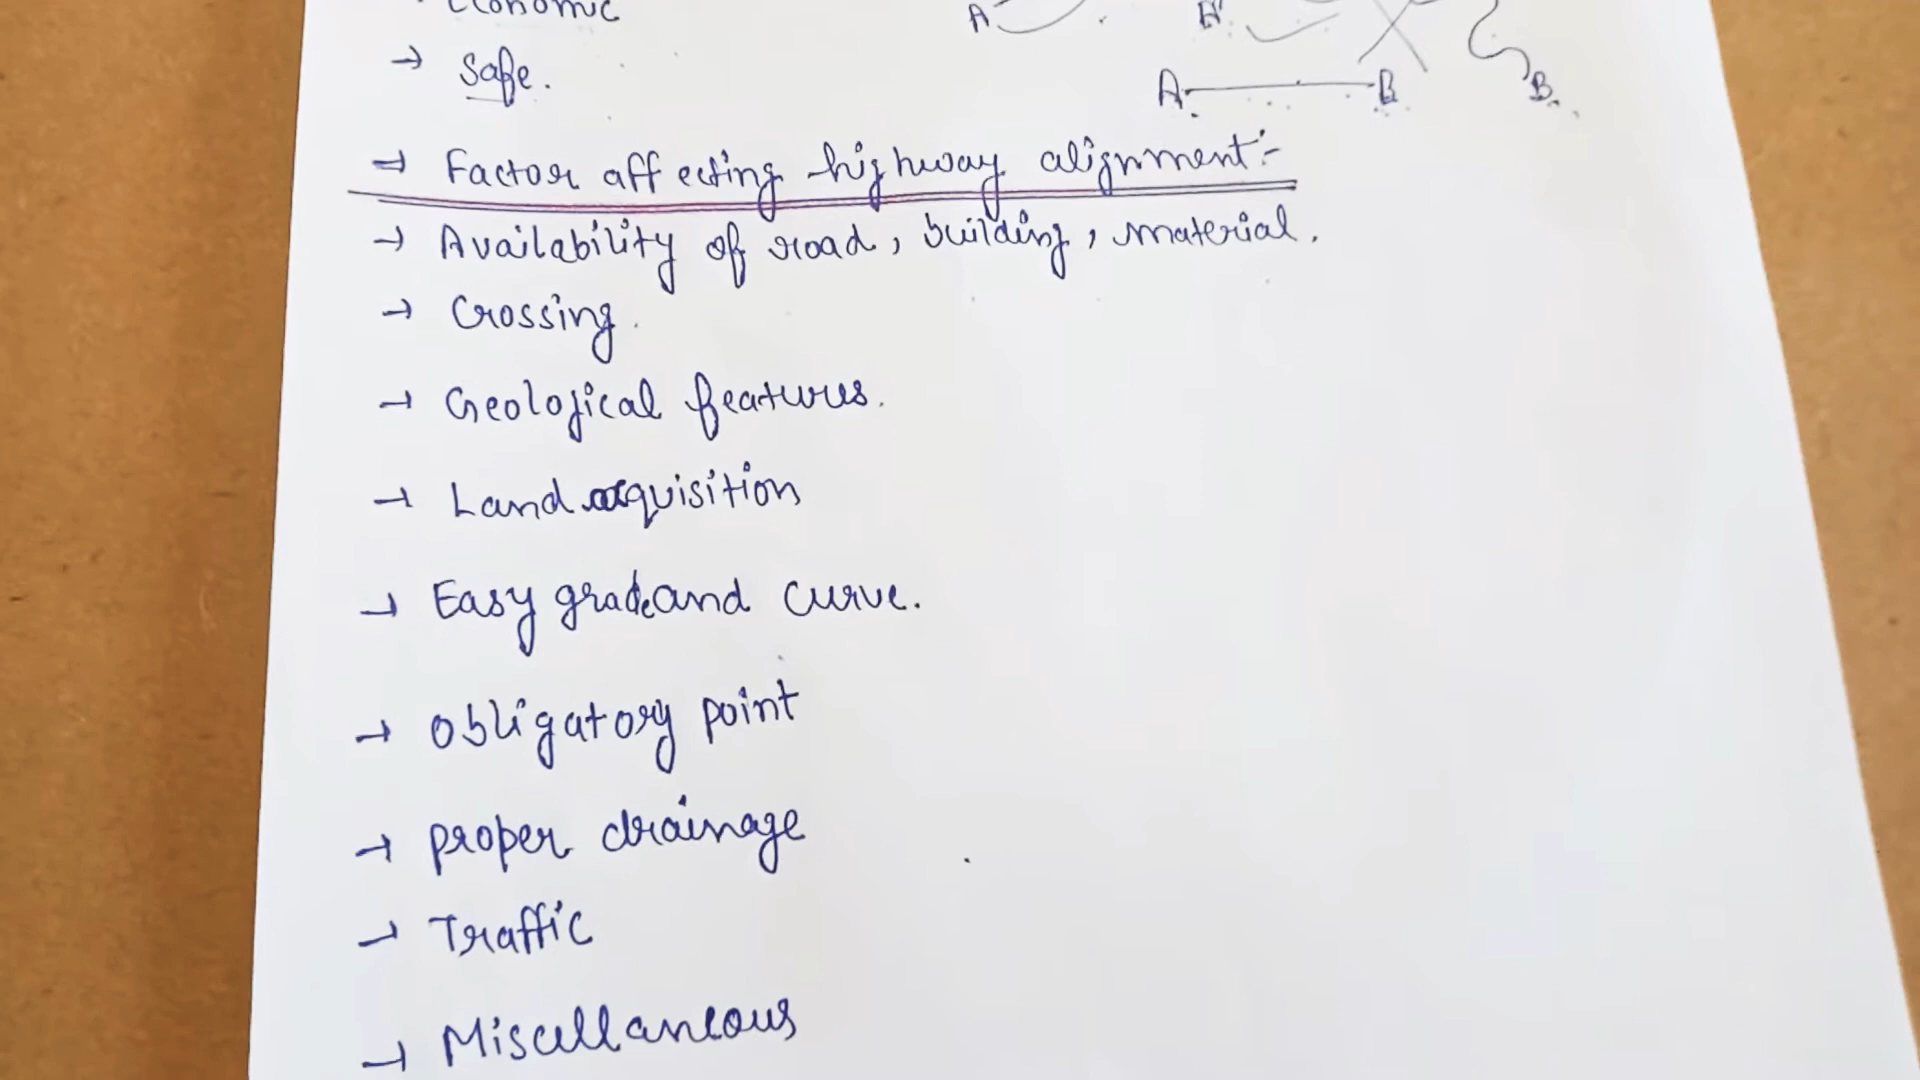 Economic
A
A
→ Safe.
A B
B.
→ Factor affecting highway alignment:-
→ Availability of road, building, material.
→ Crossing.
→ Geological features.
→ Land acquisition
→ Easy grade and curve.
→ Obligatory point
→ proper drainage
→ Traffic
→ Miscellaneous